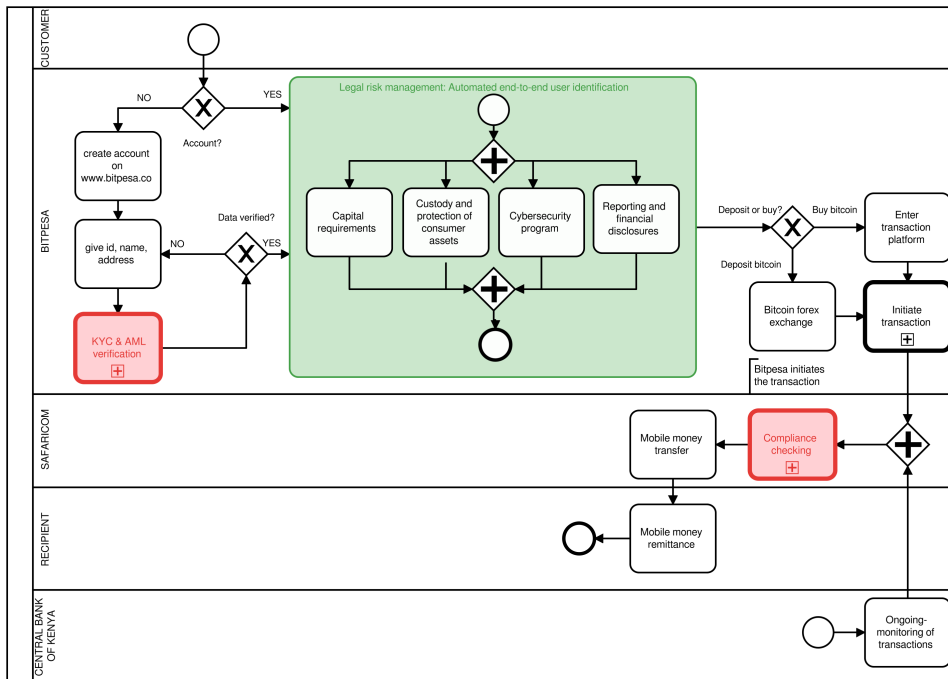 CUSTOMER
BITPESA
SAFARICOM
RECIPIENT
CENTRAL BANK
OF KENYA
NO
YES
Account?
create account
on
www.bitpesa.co
give id, name,
address
KYC & AML
verification
Data verified?
NO
YES
Legal risk management: Automated end-to-end user identification
Capital
requirements
Custody and
protection of
consumer
assets
Cybersecurity
program
Reporting and
financial
disclosures
Deposit or buy?
Buy bitcoin
Deposit bitcoin
Enter
transaction
platform
Bitcoin forex
exchange
Initiate
transaction
Bitpesa initiates
the transaction
Mobile money
transfer
Compliance
checking
Mobile money
remittance
Ongoing-
monitoring of
transactions